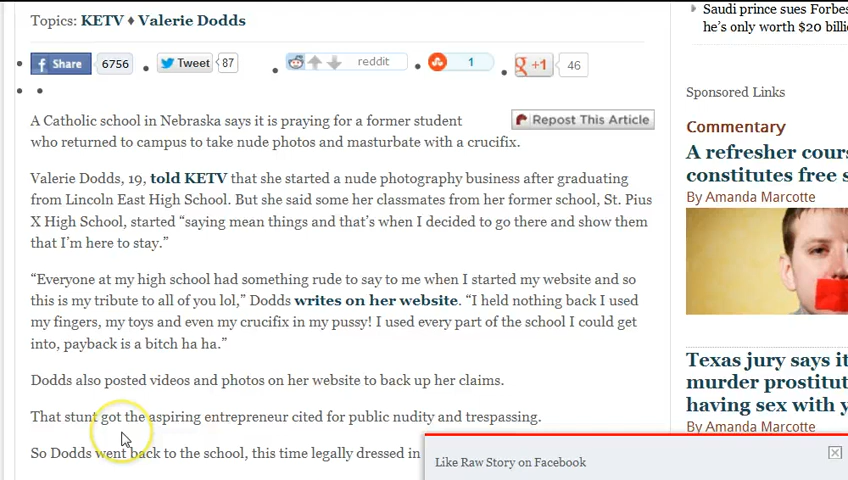 Topics: KETV ♦ Valerie Dodds
Share 6756 Tweet 87 reddit 1 +1 46
A Catholic school in Nebraska says it is praying for a former student
who returned to campus to take nude photos and masturbate with a crucifix.
Repost This Article
Valerie Dodds, 19, told KETV that she started a nude photography business after graduating
from Lincoln East High School. But she said some her classmates from her former school, St. Pius
X High School, started “saying mean things and that’s when I decided to go there and show them
that I’m here to stay.”
“Everyone at my high school had something rude to say to me when I started my website and so
this is my tribute to all of you lol,” Dodds writes on her website. “I held nothing back I used
my fingers, my toys and even my crucifix in my pussy! I used every part of the school I could get
into, payback is a bitch ha ha.”
Dodds also posted videos and photos on her website to back up her claims.
That stunt got the aspiring entrepreneur cited for public nudity and trespassing.
So Dodds went back to the school, this time legally dressed in
Like Raw Story on Facebook
Saudi prince sues Forbes
he’s only worth $20 billi
Sponsored Links
Commentary
A refresher cours
constitutes free s
By Amanda Marcotte
Texas jury says it
murder prostitut
having sex with y
By Amanda Marcotte